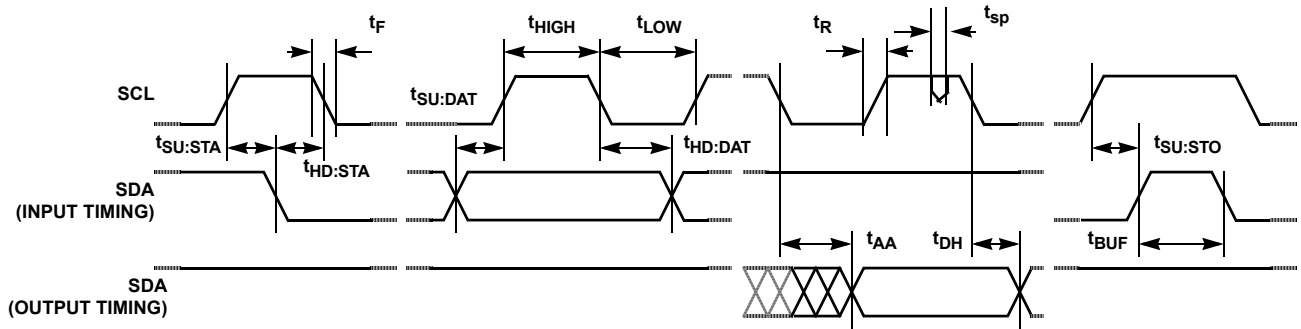 tF
tHIGH
tLOW
tR
tsp
SCL
tSU:DAT
tSU:STA
tHD:STA
tHD:DAT
tSU:STO
SDA
(INPUT TIMING)
tAA
tDH
tBUF
SDA
(OUTPUT TIMING)